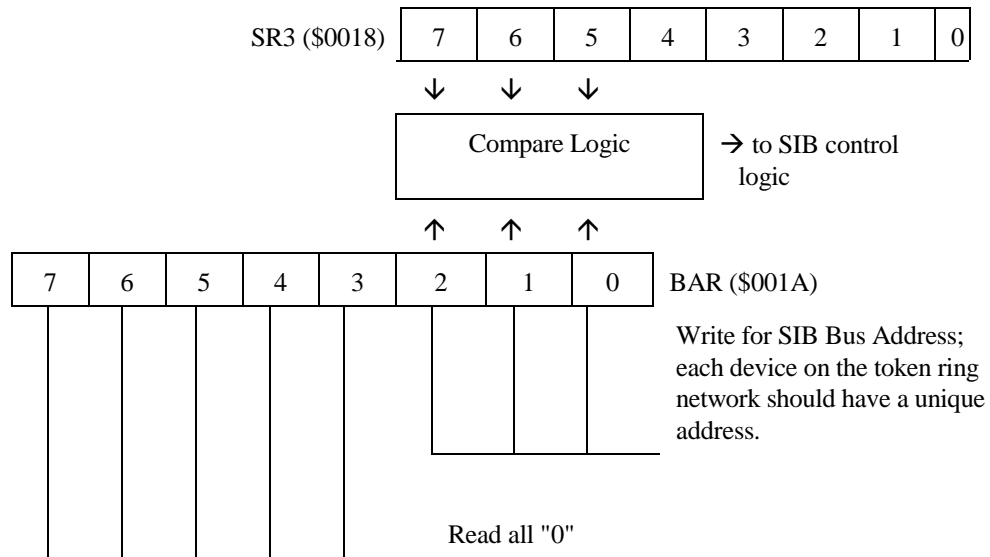 SR3 ($0018) 7 6 5 4 3 2 1 0
Compare Logic → to SIB control
logic
7 6 5 4 3 2 1 0 BAR ($001A)
Write for SIB Bus Address;
each device on the token ring
network should have a unique
address.
Read all "0"